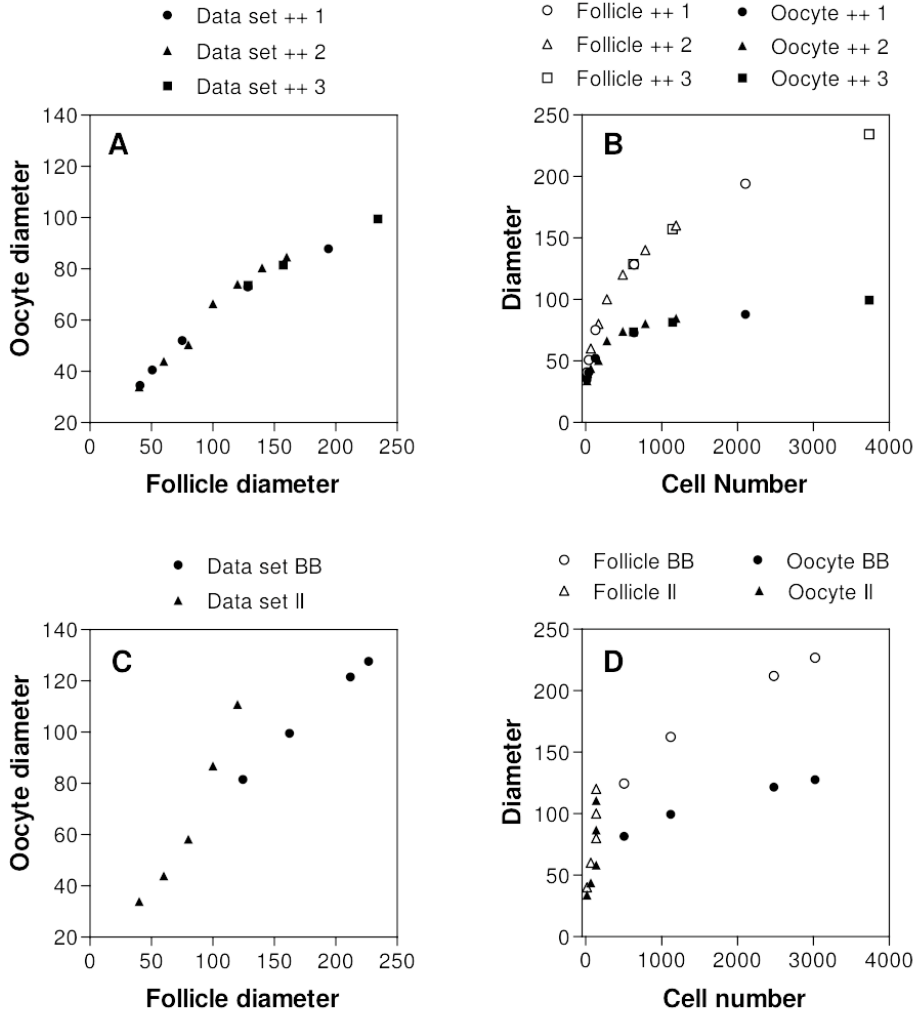 Data set ++ 1
Data set ++ 2
Data set ++ 3
A
Oocyte diameter
140
120
100
80
60
40
20
0 50 100 150 200 250
Follicle diameter
Follicle ++ 1 Oocyte ++ 1
Follicle ++ 2 Oocyte ++ 2
Follicle ++ 3 Oocyte ++ 3
B
Diameter
250
200
150
100
50
0
0 1000 2000 3000 4000
Cell Number
Data set BB
Data set II
C
Oocyte diameter
140
120
100
80
60
40
20
0 50 100 150 200 250
Follicle diameter
Follicle BB Oocyte BB
Follicle II Oocyte II
D
Diameter
250
200
150
100
50
0
0 1000 2000 3000 4000
Cell number